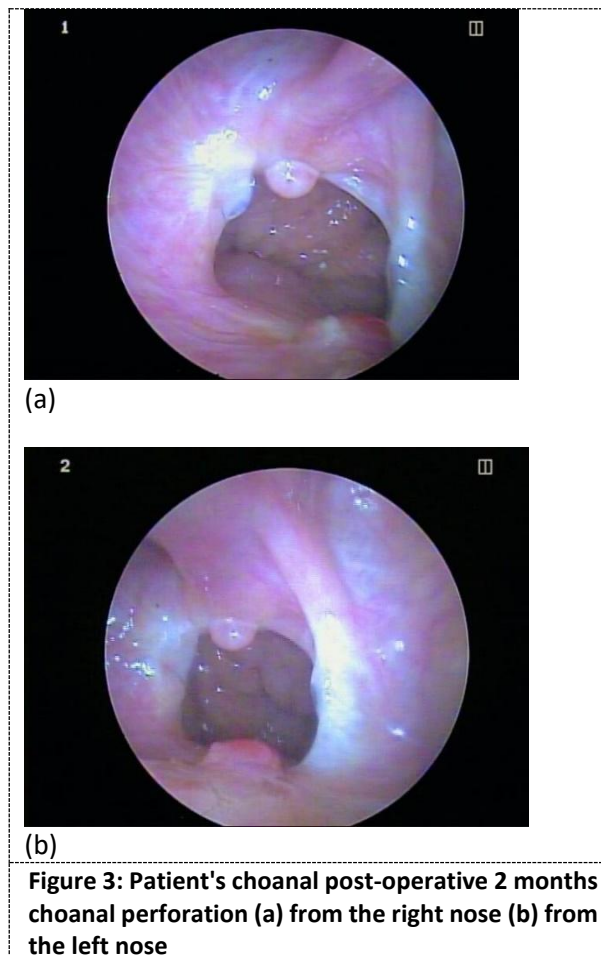 1
(a)
2
(b)
Figure 3: Patient's choanal post-operative 2 months
choanal perforation (a) from the right nose (b) from
the left nose